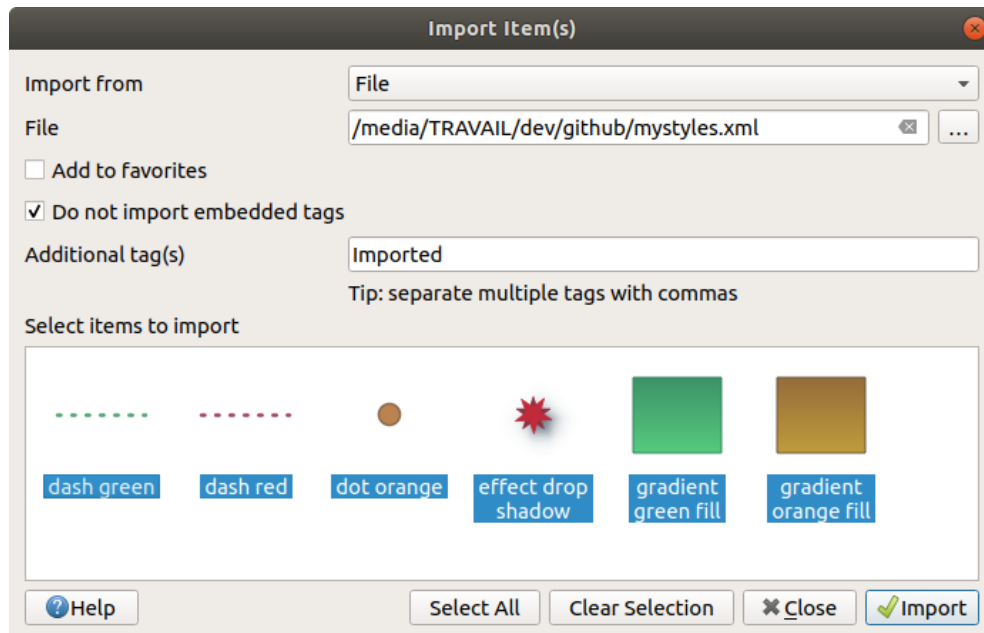 Import Item(s)
Import from
File
File
/media/TRAVAIL/dev/github/mystyles.xml
...
Add to favorites
Do not import embedded tags
Additional tag(s)
Imported
Tip: separate multiple tags with commas
Select items to import
dash green
dash red
dot orange
effect drop
shadow
gradient
green fill
gradient
orange fill
Help
Select All
Clear Selection
Close
Import